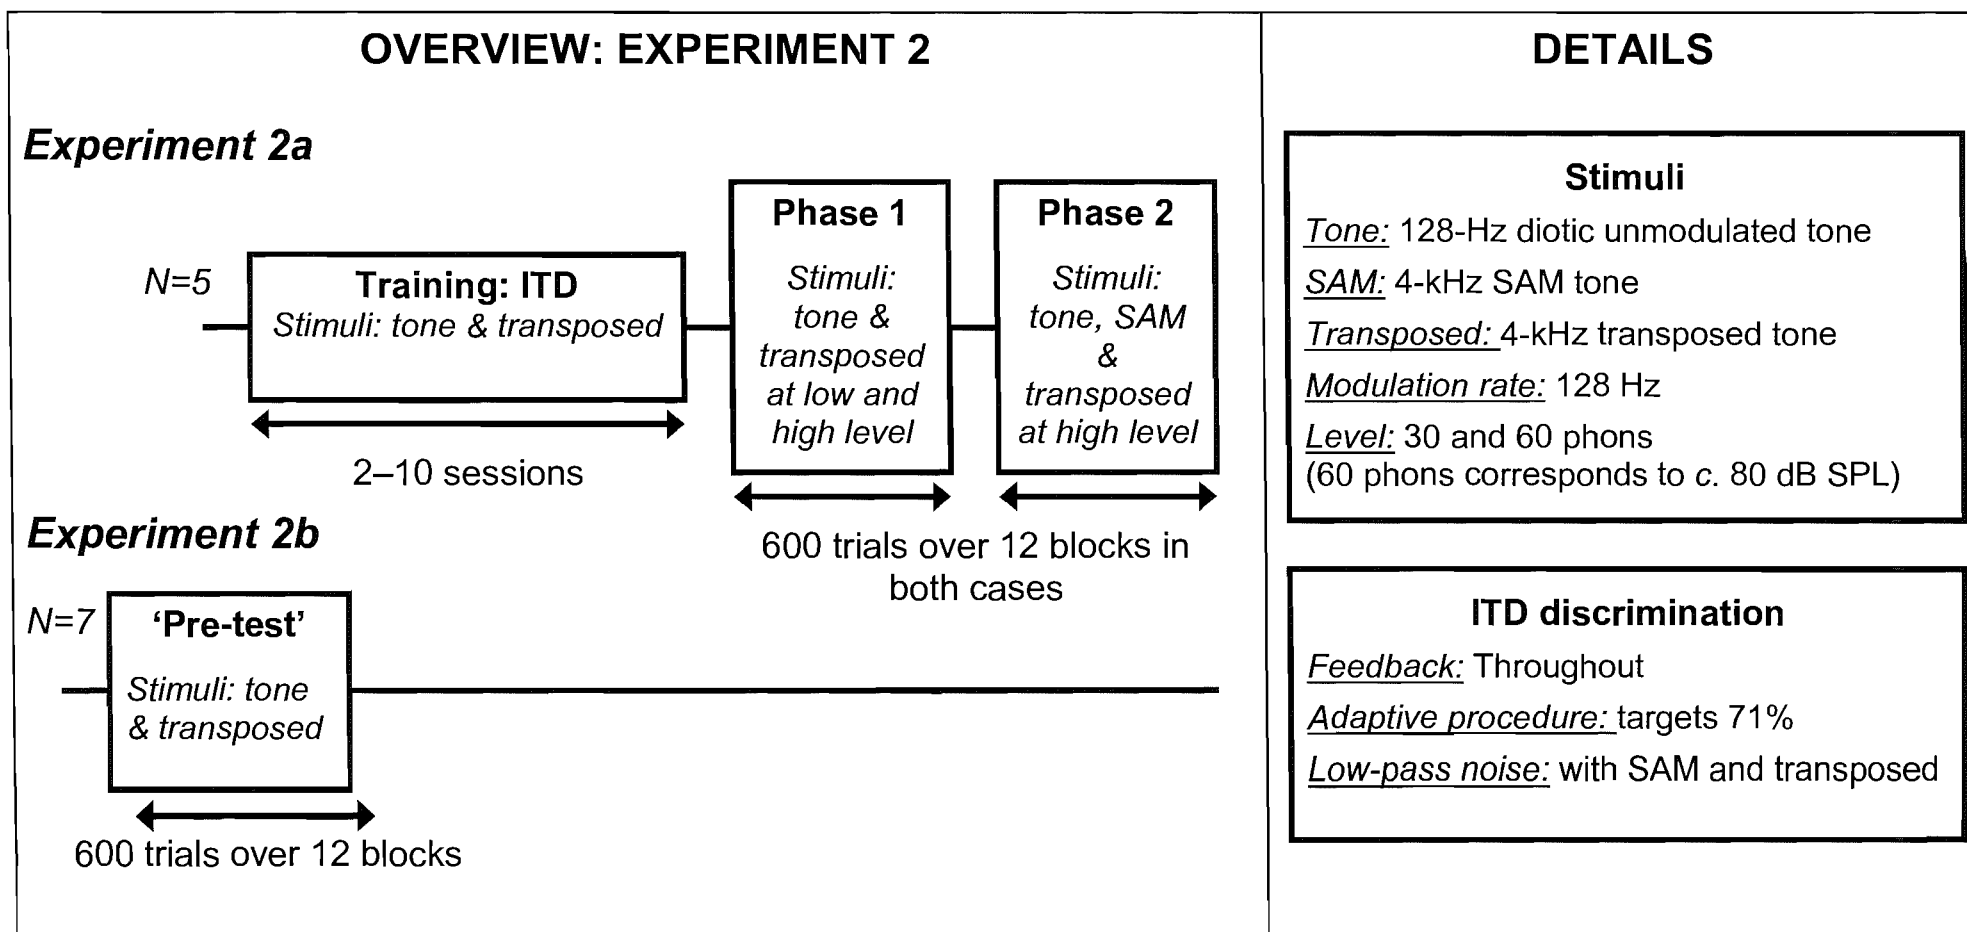 OVERVIEW: EXPERIMENT 2
Experiment 2a
N=5
Training: ITD
Stimuli: tone & transposed
2–10 sessions
Phase 1
Stimuli:
tone &
transposed
at low and
high level
Phase 2
Stimuli:
tone, SAM
&
transposed
at high level
600 trials over 12 blocks in
both cases
Experiment 2b
N=7
‘Pre-test’
Stimuli: tone
& transposed
600 trials over 12 blocks
DETAILS
Stimuli
Tone: 128-Hz diotic unmodulated tone
SAM: 4-kHz SAM tone
Transposed: 4-kHz transposed tone
Modulation rate: 128 Hz
Level: 30 and 60 phons
(60 phons corresponds to c. 80 dB SPL)
ITD discrimination
Feedback: Throughout
Adaptive procedure: targets 71%
Low-pass noise: with SAM and transposed